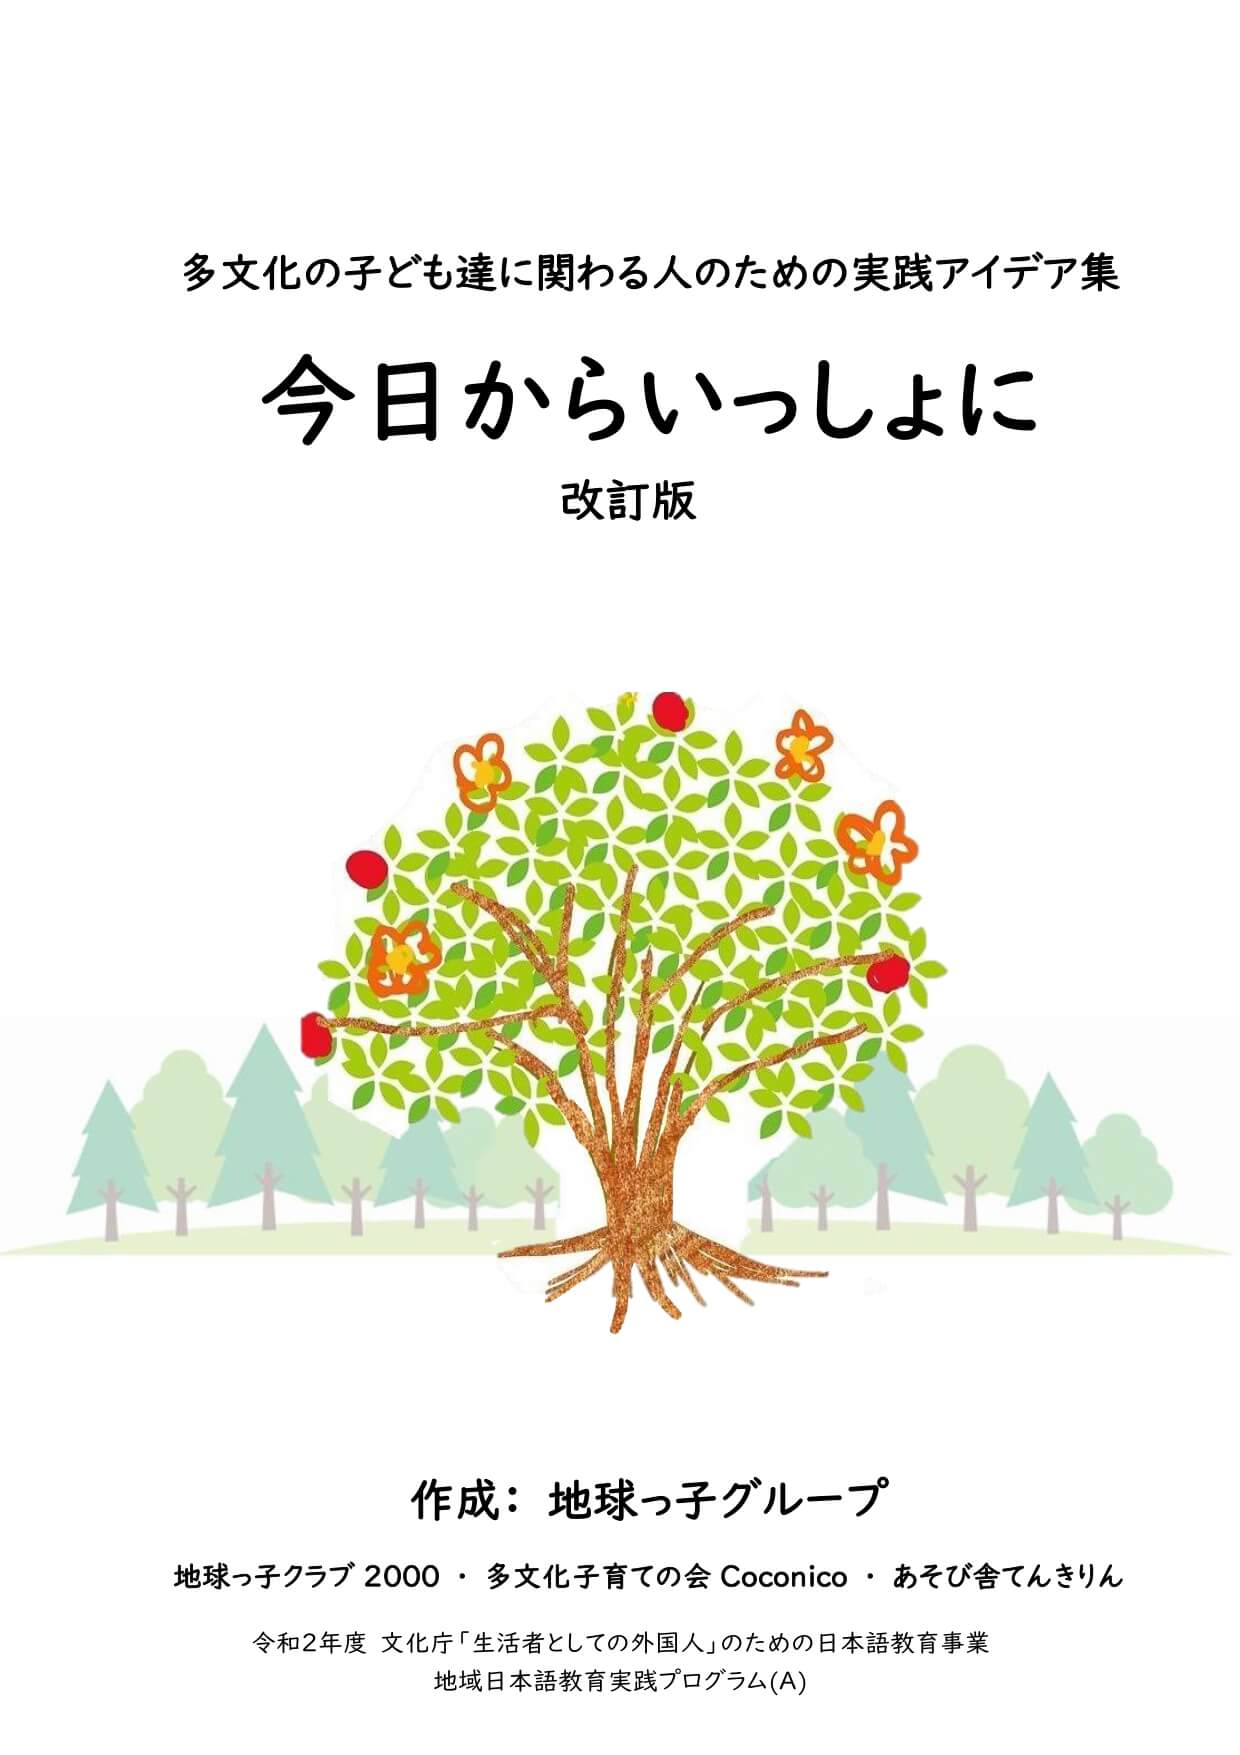 多文化の子ども達に関わる人のための実践アイデア集
今日からいっしょに
改訂版
作成： 地球っ子グループ
地球っ子クラブ 2000 ・ 多文化子育ての会 Coconico ・ あそび舎てんきりん
令和2年度 文化庁「生活者としての外国人」のための日本語教育事業
地域日本語教育実践プログラム(A)